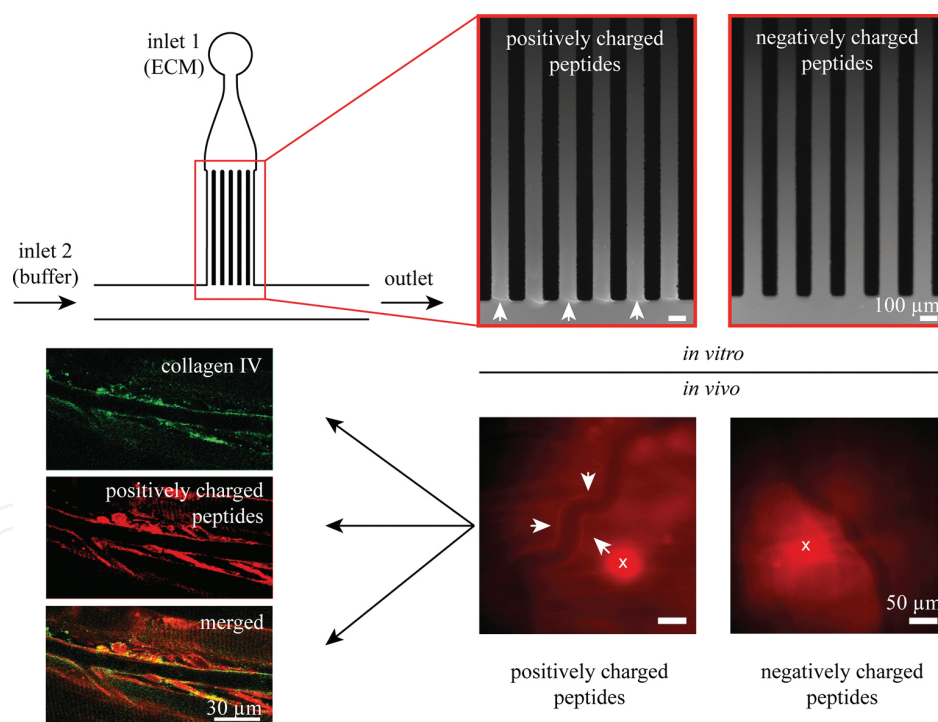 inlet 1
(ECM)
inlet 2
(buffer)
outlet
positively charged
peptides
negatively charged
peptides
100 µm
in vitro
in vivo
collagen IV
positively charged
peptides
merged
30 µm
x
x
50 µm
positively charged
peptides
negatively charged
peptides